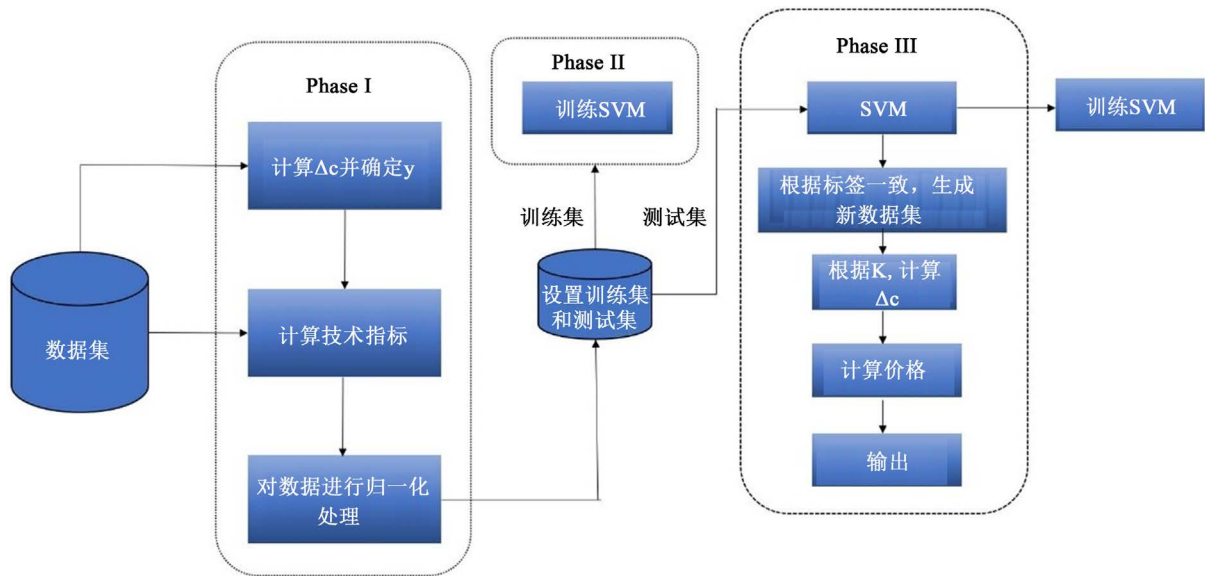 数据集
Phase I
计算Δc并确定y
计算技术指标
对数据进行归一化
处理
Phase II
训练SVM
训练集
测试集
设置训练集
和测试集
Phase III
SVM
根据标签一致，生成
新数据集
根据K, 计算
Δc
计算价格
输出
训练SVM